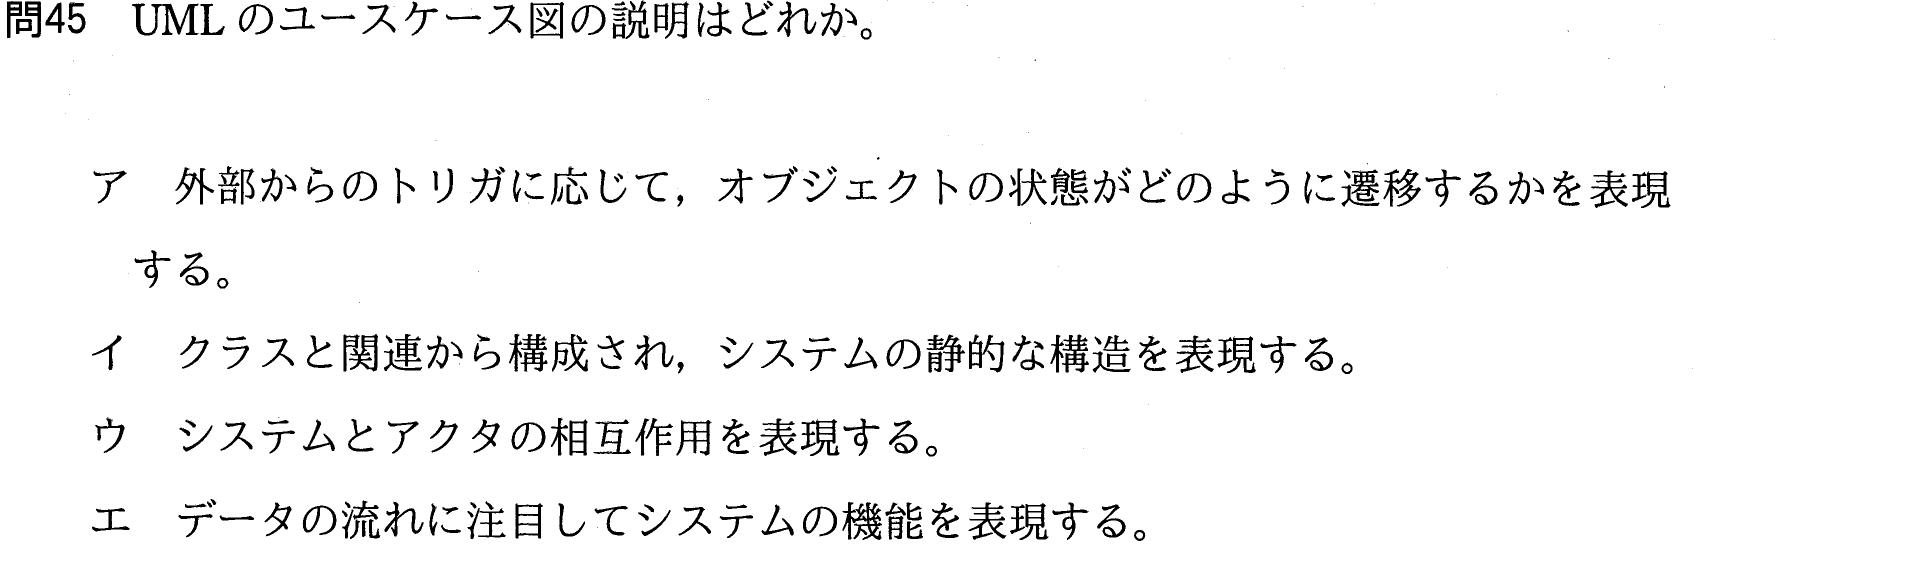 問45 UML のユースケース図の説明はどれか。
ア 外部からのトリガに応じて，オブジェクトの状態がどのように遷移するかを表現
する。
イ クラスと関連から構成され，システムの静的な構造を表現する。
ウ システムとアクタの相互作用を表現する。
エ データの流れに注目してシステムの機能を表現する。